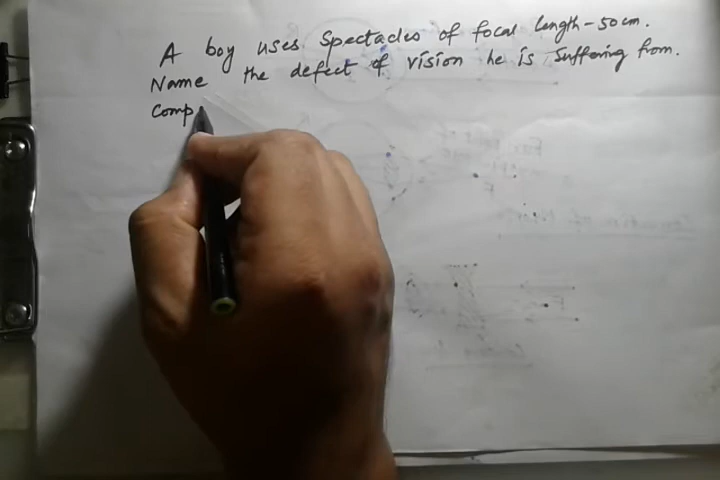 A boy uses Spectacles of focal length - 50 cm.
Name the defect of vision he is Suffering from.
Comp